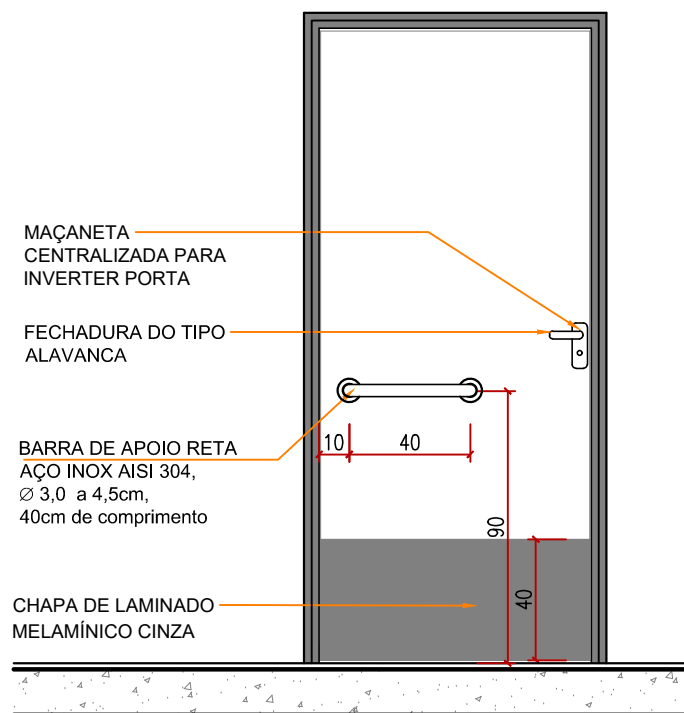 MAÇANETA
CENTRALIZADA PARA
INVERTER PORTA
FECHADURA DO TIPO
ALAVANCA
BARRA DE APOIO RETA
AÇO INOX AISI 304,
Ø 3,0 a 4,5cm,
40cm de comprimento
10
40
90
40
CHAPA DE LAMINADO
MELAMÍNICO CINZA